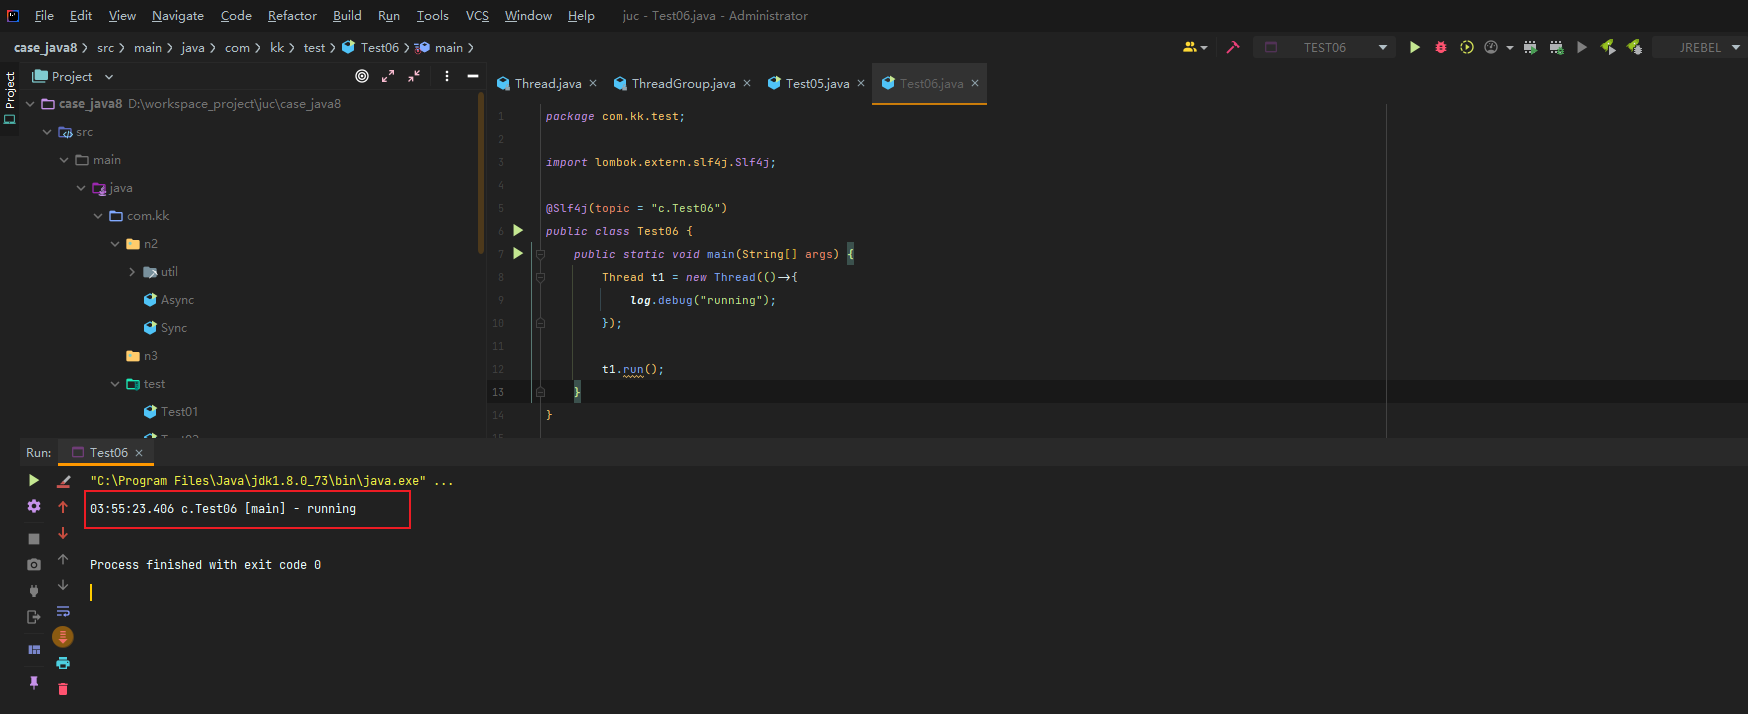 File Edit View Navigate Code Refactor Build Run Tools VCS Window Help juc - Test06.java - Administrator
case_java8 src main java com kk test Test06 main TEST06 JREBEL
Project
Project
Thread.java ThreadGroup.java Test05.java Test06.java
case_java8 D:\workspace_project\juc\case_java8
src
main
java
com.kk
n2
util
Async
Sync
n3
test
Test01
1 package com.kk.test;
2
3 import lombok.extern.slf4j.Slf4j;
4
5 @Slf4j(topic = "c.Test06")
6 public class Test06 {
7 public static void main(String[] args) {
8 Thread t1 = new Thread(()→{
9 log.debug("running");
10 });
11
12 t1.run();
13 }
14 }
Run: Test06
"C:\Program Files\Java\jdk1.8.0_73\bin\java.exe" ...
03:55:23.406 c.Test06 [main] - running
Process finished with exit code 0